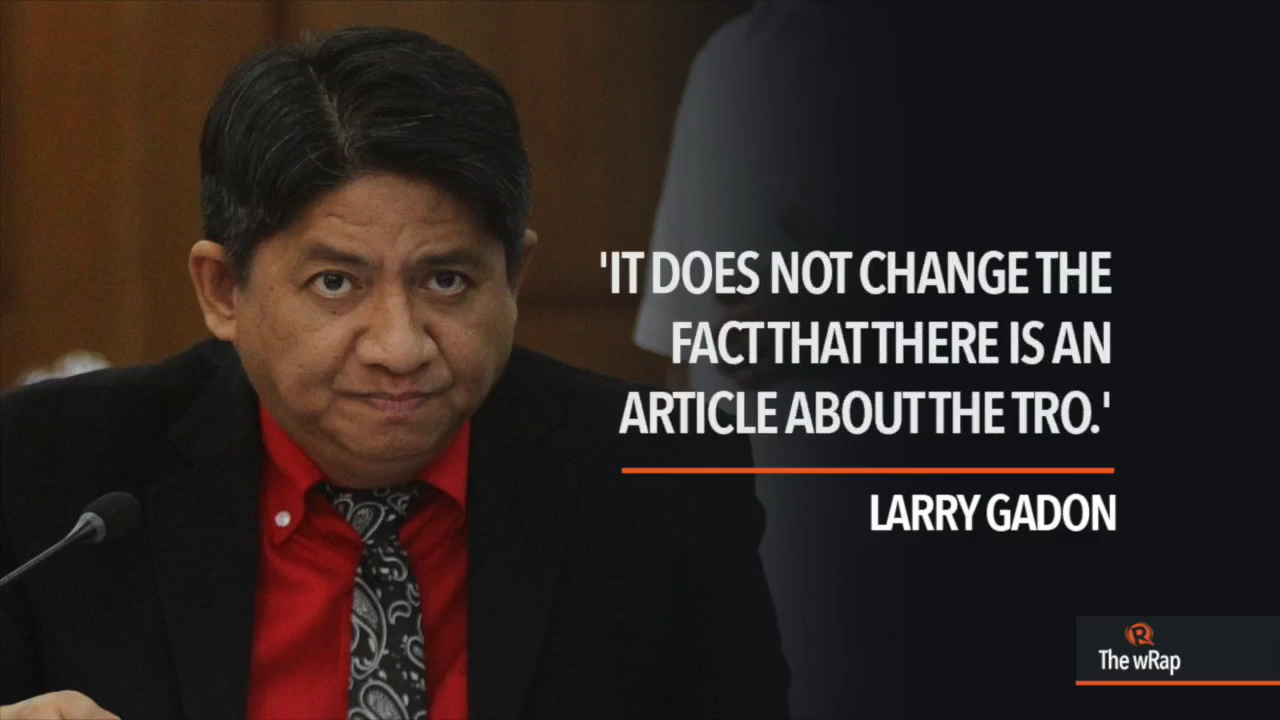 'IT DOES NOT CHANGE THE
FACT THAT THERE IS AN
ARTICLE ABOUT THE TRO.'
LARRY GADON
R
The wRap